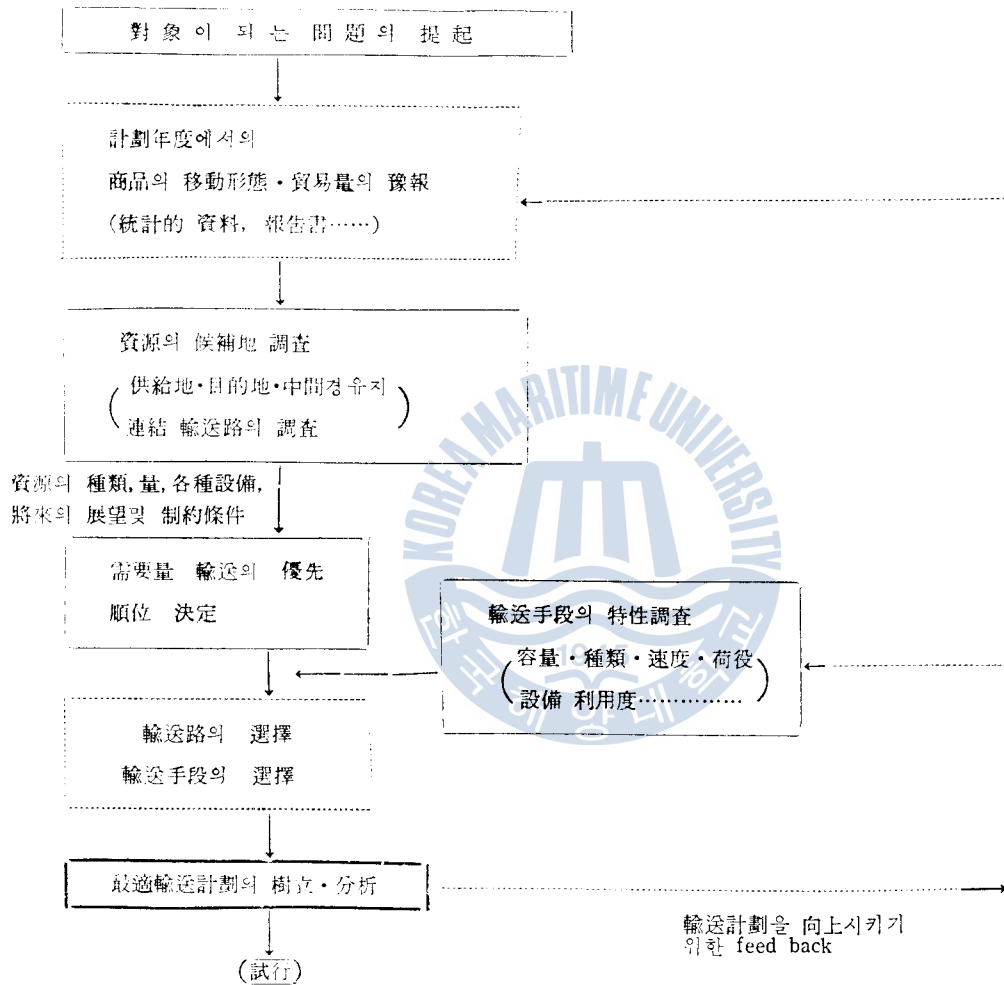 對象이 되는 問題의 提起
計劃年度에서의
商品의 移動形態·貿易量의 豫報
(統計的 資料, 報告書……)
資源의 候補地 調査
(供給地·目的地·中間경유지
連結 輸送路의 調査)
資源의 種類, 量, 各種設備,
將來의 展望및 制約條件
需要量 輸送의 優先
順位 決定
輸送手段의 特性調査
(容量·種類·速度·荷役
設備 利用度……………)
輸送路의 選擇
輸送手段의 選擇
最適輸送計劃의 樹立·分析
輸送計劃을 向上시키기
위한 feed back
(試行)
KOREA MARITIME UNIVERSITY
한국해양대학교